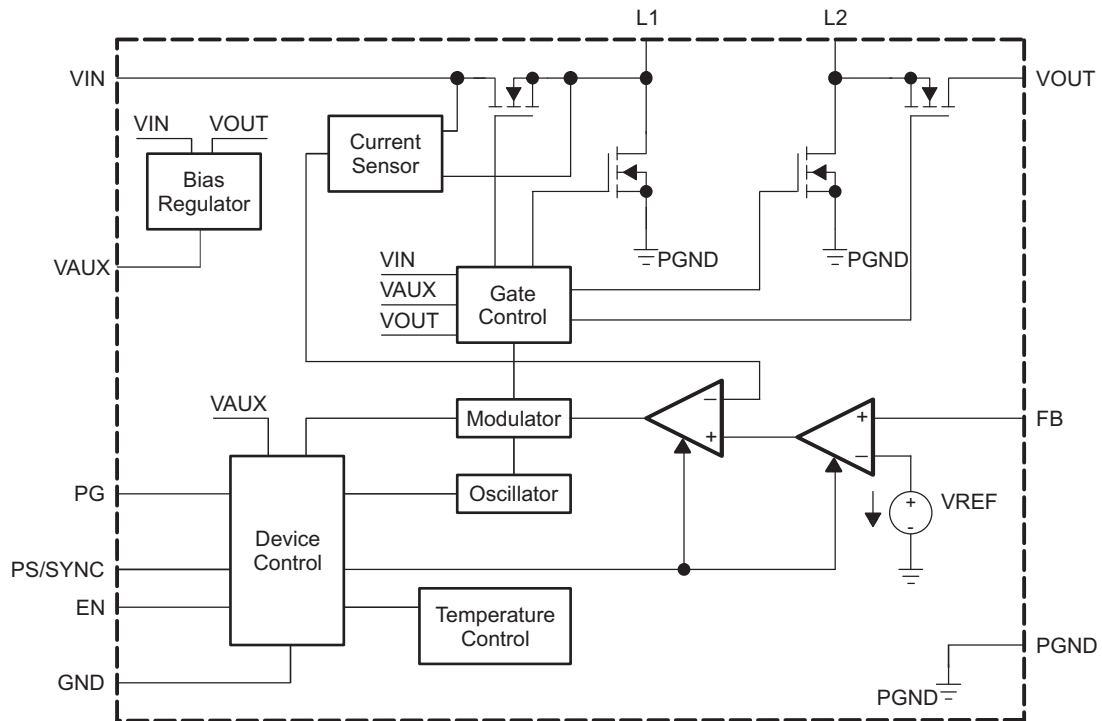 L1
L2
VIN
VOUT
VIN
VOUT
Current
Sensor
Bias
Regulator
VAUX
PGND
PGND
VIN
VAUX
VOUT
Gate
Control
VAUX
Modulator
−
+
+
−
FB
PG
Oscillator
+
-
VREF
Device
Control
PS/SYNC
EN
Temperature
Control
GND
PGND
PGND